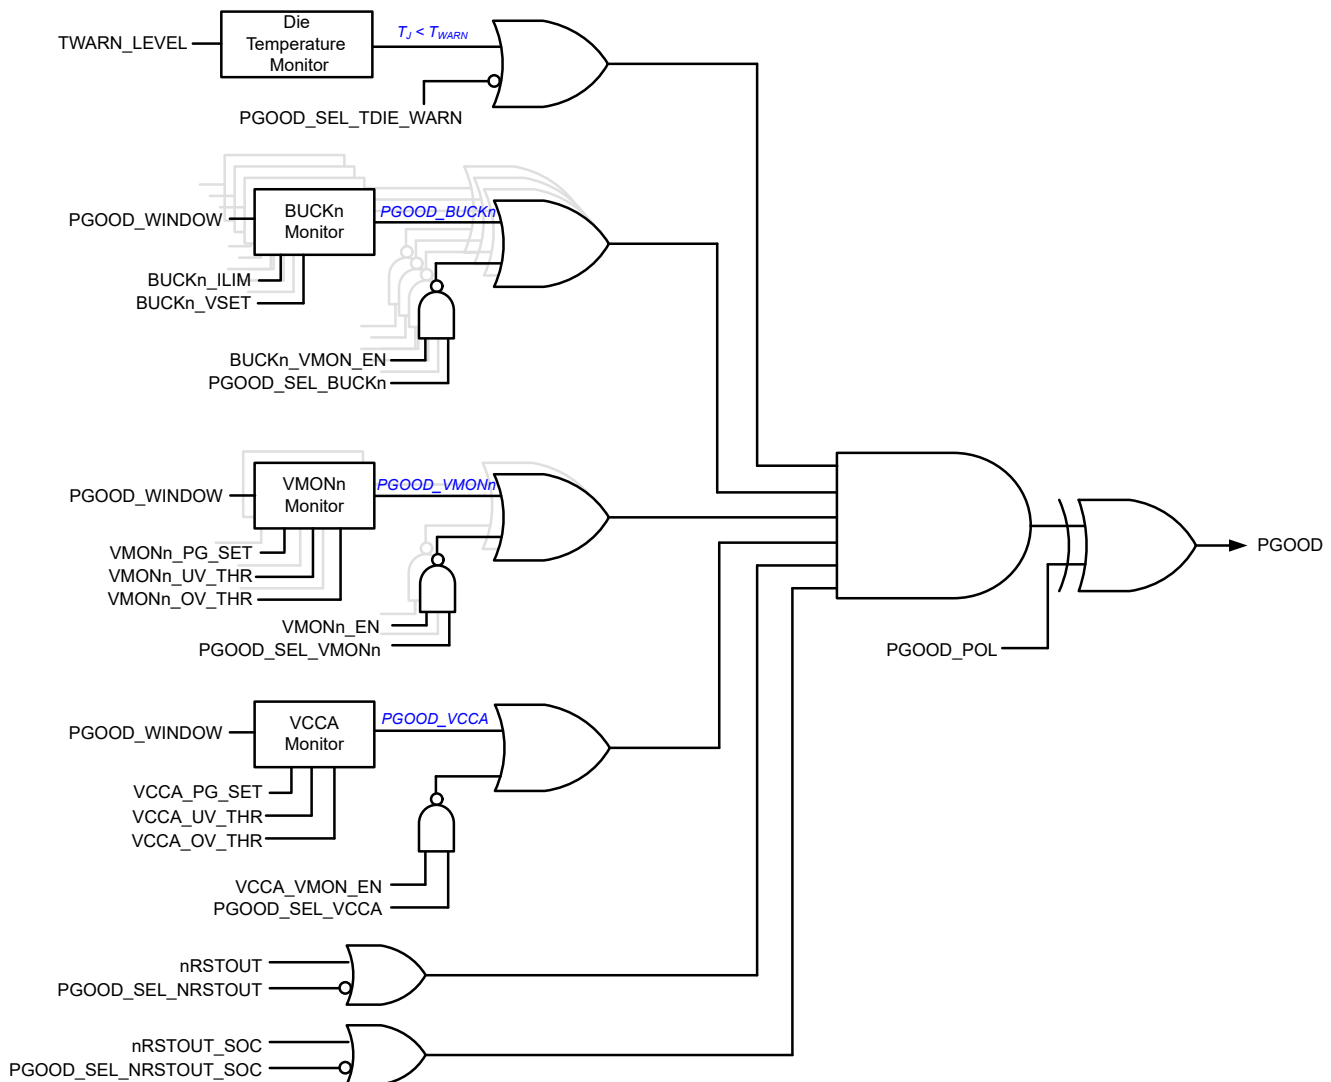 Die
Temperature
Monitor
TWARN_LEVEL
TJ < TWARN
PGOOD_SEL_TDIE_WARN
PGOOD_WINDOW
BUCKn
Monitor
PGOOD_BUCKn
BUCKn_ILIM
BUCKn_VSET
BUCKn_VMON_EN
PGOOD_SEL_BUCKn
PGOOD_WINDOW
VMONn
Monitor
PGOOD_VMONn
VMONn_PG_SET
VMONn_UV_THR
VMONn_OV_THR
VMONn_EN
PGOOD_SEL_VMONn
PGOOD
PGOOD_POL
PGOOD_WINDOW
VCCA
Monitor
PGOOD_VCCA
VCCA_PG_SET
VCCA_UV_THR
VCCA_OV_THR
VCCA_VMON_EN
PGOOD_SEL_VCCA
nRSTOUT
PGOOD_SEL_NRSTOUT
nRSTOUT_SOC
PGOOD_SEL_NRSTOUT_SOC